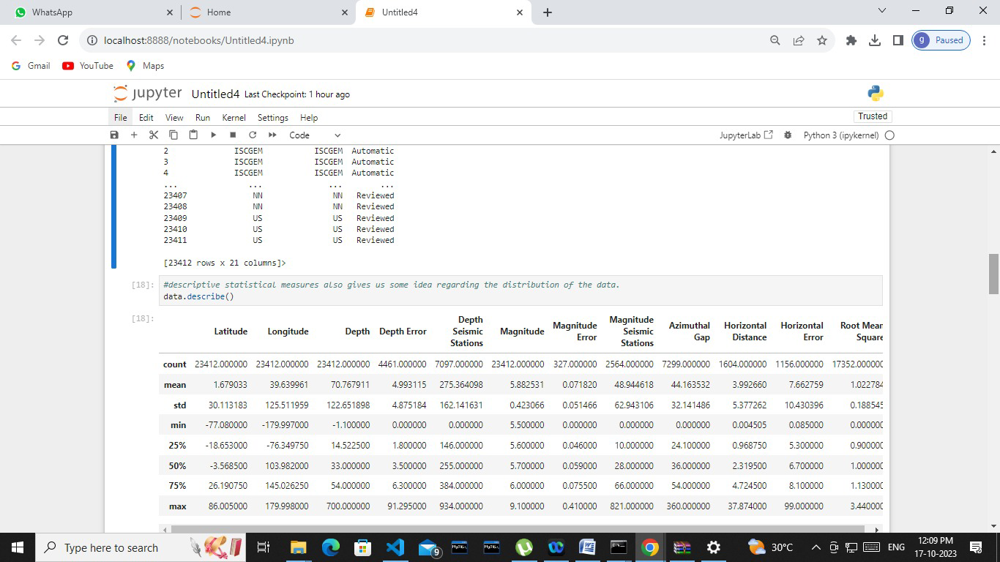 WhatsApp Home Untitled4
localhost:8888/notebooks/Untitled4.ipynb g Paused
Gmail YouTube Maps
jupyter Untitled4 Last Checkpoint: 1 hour ago
File Edit View Run Kernel Settings Help Trusted
Code JupyterLab Python 3 (ipykernel)
2 ISCGEM ISCGEM Automatic
3 ISCGEM ISCGEM Automatic
4 ISCGEM ISCGEM Automatic
... ... ... ...
23407 NN NN Reviewed
23408 NN NN Reviewed
23409 US US Reviewed
23410 US US Reviewed
23411 US US Reviewed
[23412 rows x 21 columns]>
[18]: #descriptive statistical measures also gives us some idea regarding the distribution of the data.
data.describe()
[18]:
Latitude Longitude Depth Depth Error Depth Seismic Stations Magnitude Magnitude Error Magnitude Seismic Stations Azimuthal Gap Horizontal Distance Horizontal Error Root Mean Square
count 23412.000000 23412.000000 23412.000000 4461.000000 7097.000000 23412.000000 327.000000 2564.000000 7299.000000 1604.000000 1156.000000 17352.000000
mean 1.679033 39.639961 70.767911 4.993115 275.364098 5.882531 0.071820 48.944618 44.163532 3.992660 7.662759 1.022784
std 30.113183 125.511959 122.651898 4.875184 162.141631 0.423066 0.051466 62.943106 32.141486 5.377262 10.430396 0.188545
min -77.080000 -179.997000 -1.100000 0.000000 0.000000 5.500000 0.000000 0.000000 0.000000 0.004505 0.085000 0.000000
25% -18.653000 -76.349750 14.522500 1.800000 146.000000 5.600000 0.046000 10.000000 24.100000 0.968750 5.300000 0.900000
50% -3.568500 103.982000 33.000000 3.500000 255.000000 5.700000 0.059000 28.000000 36.000000 2.319500 6.700000 1.000000
75% 26.190750 145.026250 54.000000 6.300000 384.000000 6.000000 0.075500 66.000000 54.000000 4.724500 8.100000 1.130000
max 86.005000 179.998000 700.000000 91.295000 934.000000 9.100000 0.410000 821.000000 360.000000 37.874000 99.000000 3.440000
Type here to search 9 30°C ENG 12:09 PM
17-10-2023